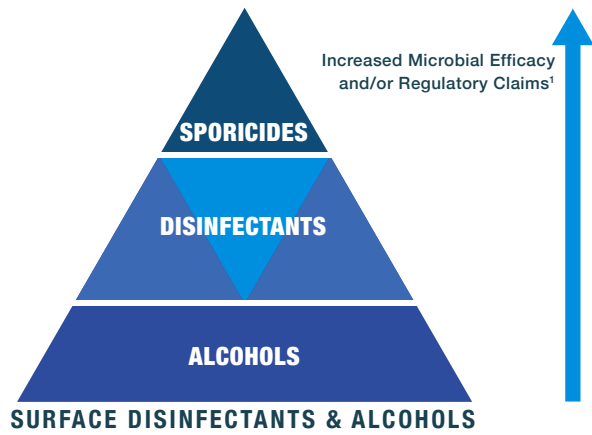 Increased Microbial Efficacy
and/or Regulatory Claims¹
SPORICIDES
DISINFECTANTS
ALCOHOLS
SURFACE DISINFECTANTS & ALCOHOLS